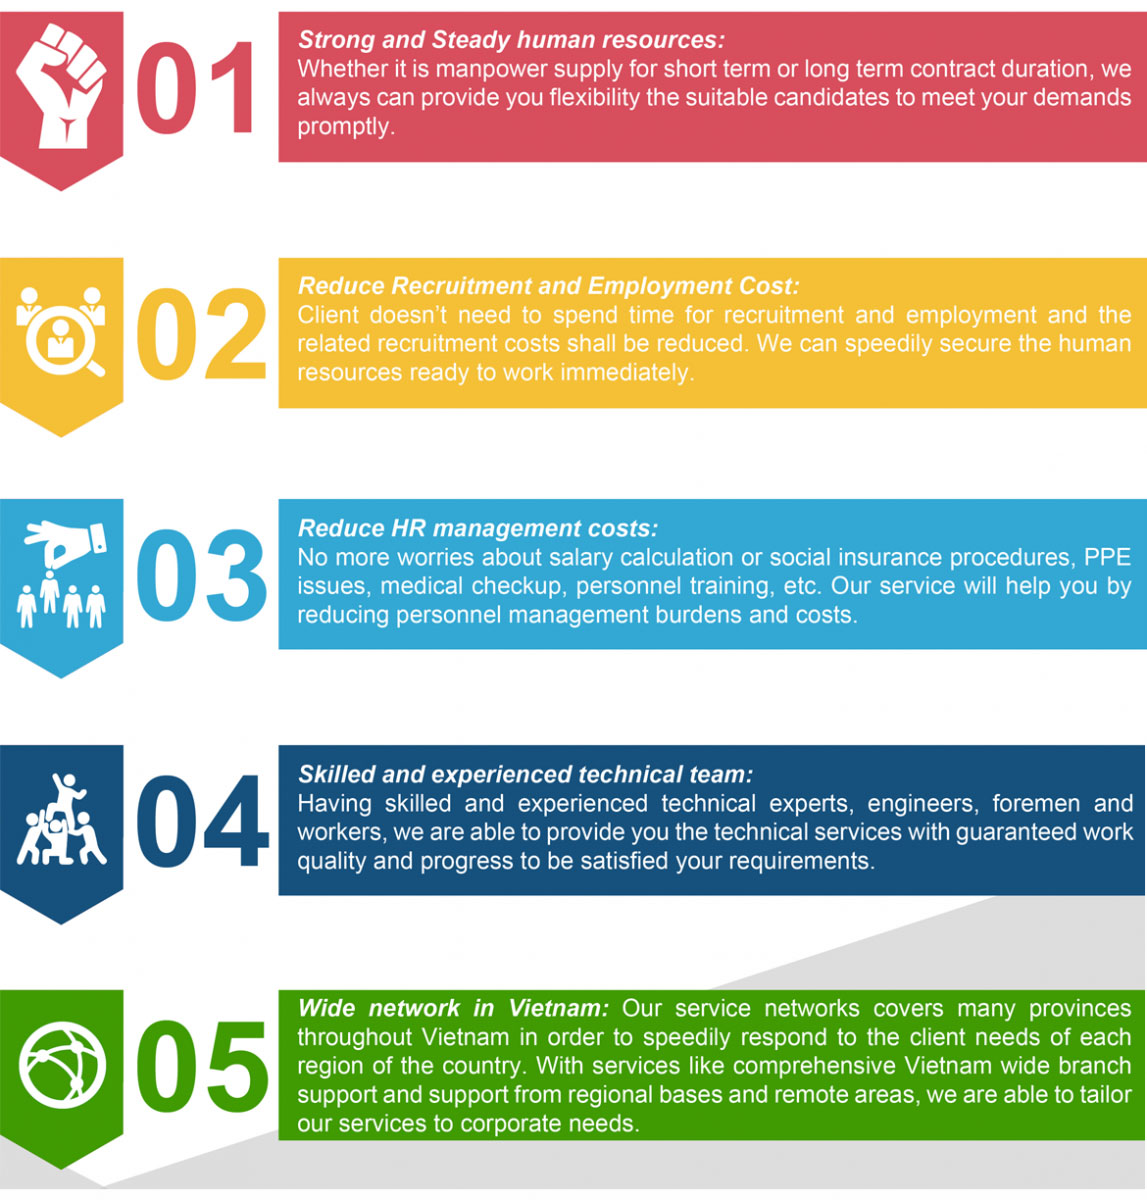 01
Strong and Steady human resources:
Whether it is manpower supply for short term or long term contract duration, we
always can provide you flexibility the suitable candidates to meet your demands
promptly.
02
Reduce Recruitment and Employment Cost:
Client doesn’t need to spend time for recruitment and employment and the
related recruitment costs shall be reduced. We can speedily secure the human
resources ready to work immediately.
03
Reduce HR management costs:
No more worries about salary calculation or social insurance procedures, PPE
issues, medical checkup, personnel training, etc. Our service will help you by
reducing personnel management burdens and costs.
04
Skilled and experienced technical team:
Having skilled and experienced technical experts, engineers, foremen and
workers, we are able to provide you the technical services with guaranteed work
quality and progress to be satisfied your requirements.
05
Wide network in Vietnam: Our service networks covers many provinces
throughout Vietnam in order to speedily respond to the client needs of each
region of the country. With services like comprehensive Vietnam wide branch
support and support from regional bases and remote areas, we are able to tailor
our services to corporate needs.